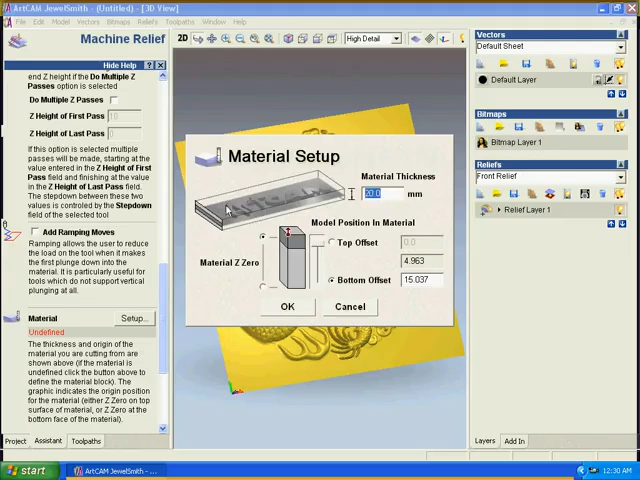 ArtCAM JewelSmith - (Untitled) - [3D View]
File Edit Model Vectors Bitmaps Relief's Toolpaths Window Help
Machine Relief
2D
High Detail
Hide Help
end Z height if the Do Multiple Z
Passes option is selected
Do Multiple Z Passes
Z Height of First Pass 10
Z Height of Last Pass 0
If this option is selected multiple
passes will be made, starting at the
value entered in the Z Height of First
Pass field and finishing at the value
in the Z Height of Last Pass field.
The stepdown between these two
values is controlled by the Stepdown
field of the selected tool
Add Ramping Moves
Ramping allows the user to reduce
the load on the tool when it makes
the first plunge down into the
material. It is particularly useful for
tools which do not support vertical
plunging at all.
Material Setup...
Undefined
The thickness and origin of the
material you are cutting from are
shown above (if the material is
undefined click the button above to
define the material block). The
graphic indicates the origin position
for the material (either Z Zero on top
surface of material, or Z Zero at the
bottom face of the material).
Project Assistant Toolpaths
Material Setup
Material Thickness
20.0 mm
Model Position In Material
Top Offset 0.0
Material Z Zero
4.963
Bottom Offset 15.037
OK Cancel
Vectors
Default Sheet
Default Layer
Bitmaps
Bitmap Layer 1
Reliefs
Front Relief
Relief Layer 1
Layers Add In
start
ArtCAM JewelSmith - ...
12:30 AM